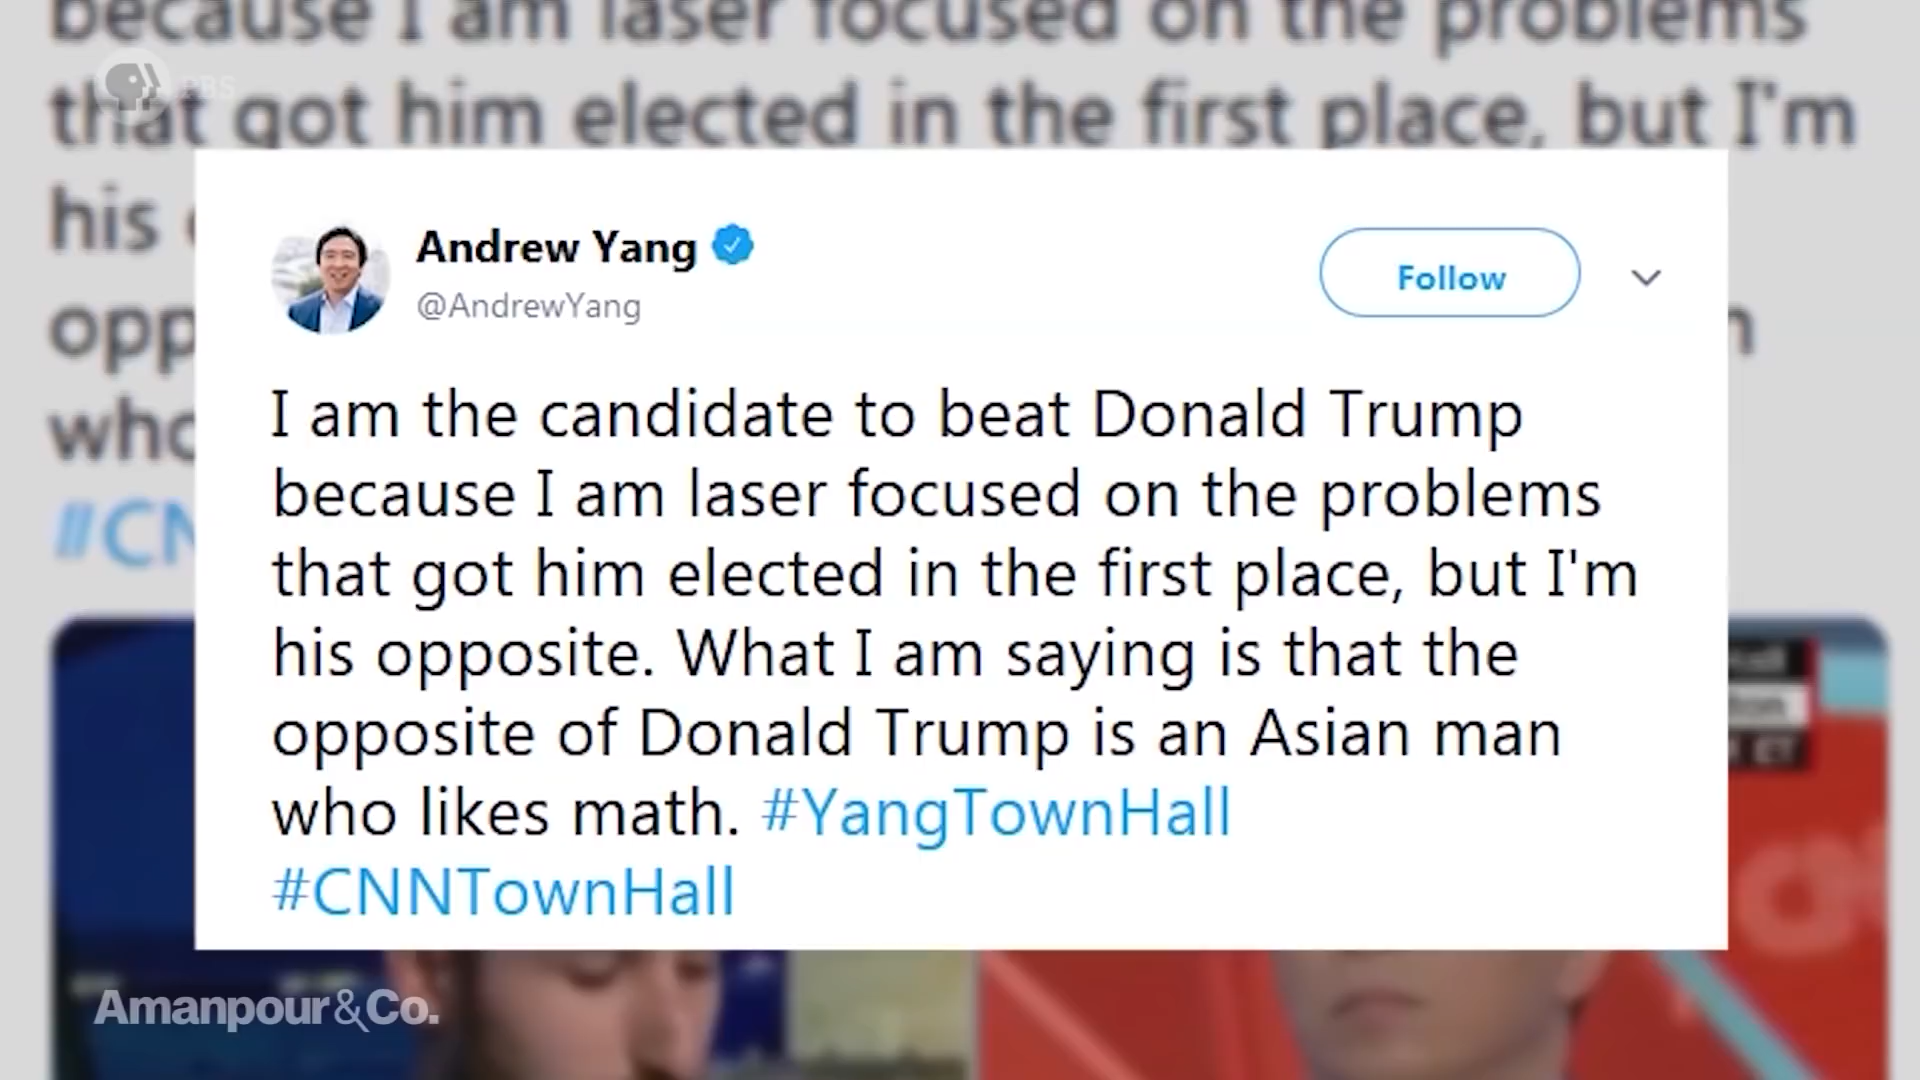 because I am laser focused on the problems
that got him elected in the first place, but I'm
his
opp
who
#CN
PBS
Andrew Yang
@AndrewYang
Follow
I am the candidate to beat Donald Trump
because I am laser focused on the problems
that got him elected in the first place, but I'm
his opposite. What I am saying is that the
opposite of Donald Trump is an Asian man
who likes math. #YangTownHall
#CNNTownHall
ET
Amanpour&Co.